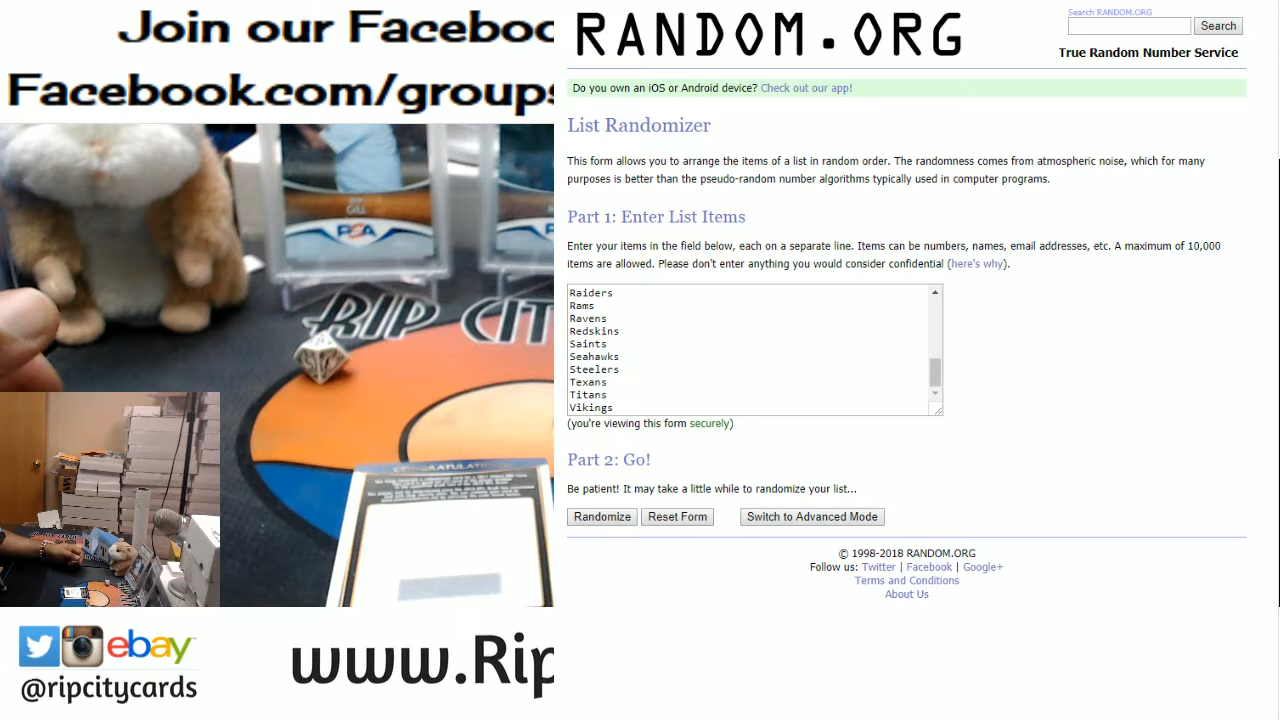 Join our Faceboo
Facebook.com/groups
GILL
PSA
RIP CIT
CONGRATULATIONS
@ripcitycards
ebay
www.Rip
RANDOM.ORG
Search RANDOM.ORG
Search
True Random Number Service
Do you own an iOS or Android device? Check out our app!
List Randomizer
This form allows you to arrange the items of a list in random order. The randomness comes from atmospheric noise, which for many
purposes is better than the pseudo-random number algorithms typically used in computer programs.
Part 1: Enter List Items
Enter your items in the field below, each on a separate line. Items can be numbers, names, email addresses, etc. A maximum of 10,000
items are allowed. Please don't enter anything you would consider confidential (here's why).
Raiders
Rams
Ravens
Redskins
Saints
Seahawks
Steelers
Texans
Titans
Vikings
(you're viewing this form securely)
Part 2: Go!
Be patient! It may take a little while to randomize your list...
Randomize Reset Form Switch to Advanced Mode
© 1998-2018 RANDOM.ORG
Follow us: Twitter | Facebook | Google+
Terms and Conditions
About Us